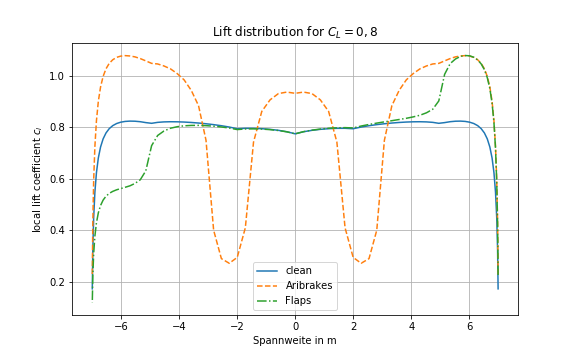 Lift distribution for C_L = 0, 8
local lift coefficient c_l
1.0
0.8
0.6
0.4
0.2
clean
Aribrakes
Flaps
−6 −4 −2 0 2 4 6
Spannweite in m